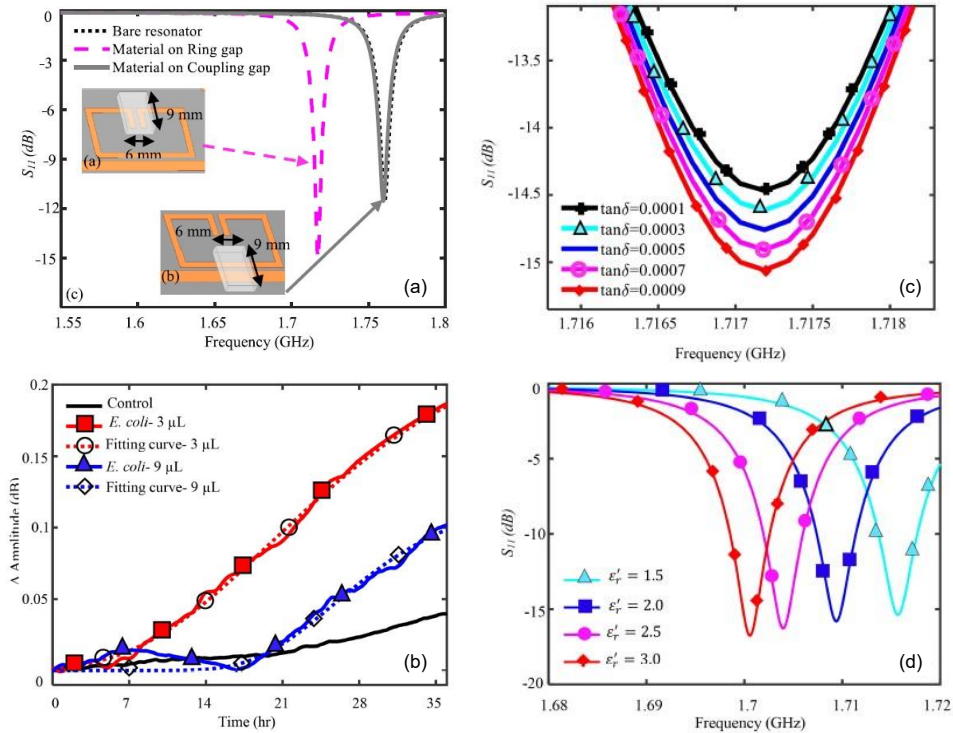 0
-3
-6
-9
-12
-15
S11 (dB)
Bare resonator
Material on Ring gap
Material on Coupling gap
9 mm
6 mm
(a)
6 mm
9 mm
(b)
(c)
(a)
1.55
1.6
1.65
1.7
1.75
1.8
Frequency (GHz)
-13.5
-14
-14.5
-15
S11 (dB)
(c)
tanδ=0.0001
tanδ=0.0003
tanδ=0.0005
tanδ=0.0007
tanδ=0.0009
1.716
1.7165
1.717
1.7175
1.718
Frequency (GHz)
0.2
0.15
0.1
0.05
0
Δ Amplitude (dB)
Control
E. coli- 3 µL
Fitting curve- 3 µL
E. coli- 9 µL
Fitting curve- 9 µL
(b)
0
7
14
21
28
35
Time (hr)
0
-5
-10
-15
-20
S11 (dB)
ε′r = 1.5
ε′r = 2.0
ε′r = 2.5
ε′r = 3.0
(d)
1.68
1.69
1.7
1.71
1.72
Frequency (GHz)